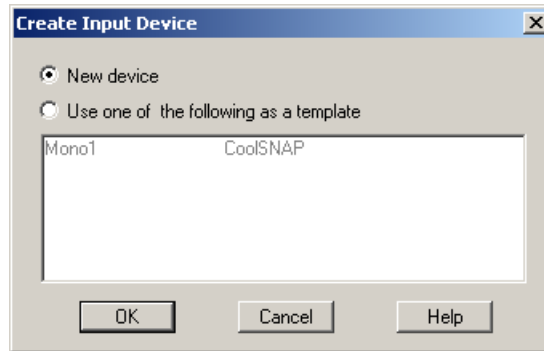 Create Input Device
New device
Use one of the following as a template
Mono1 CoolSNAP
OK Cancel Help